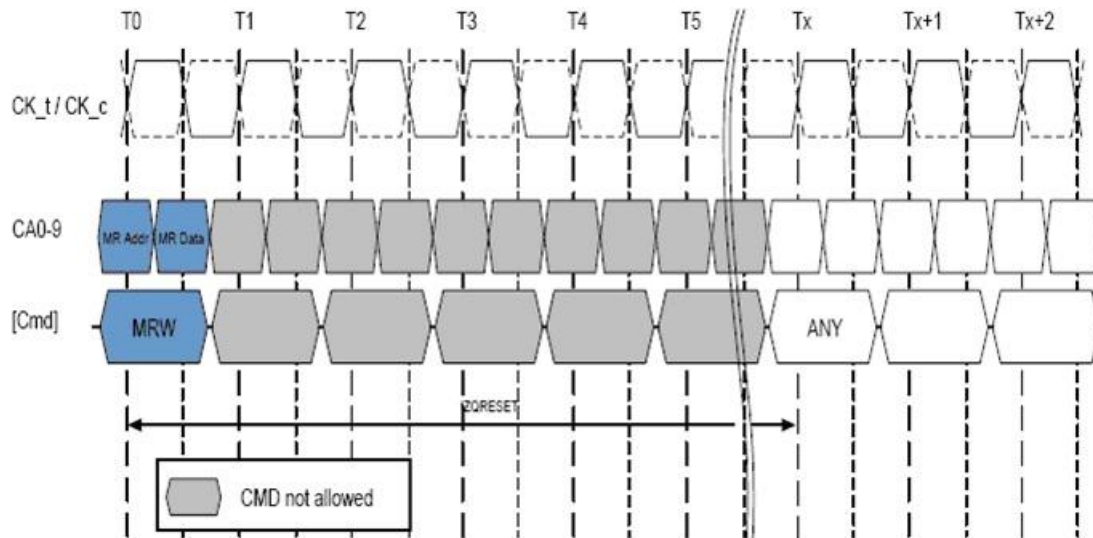 T0 T1 T2 T3 T4 T5 Tx Tx+1 Tx+2
CK_t / CK_c
CA0-9 MR Addr MR Data
[Cmd] MRW ANY
ZQRESET
CMD not allowed